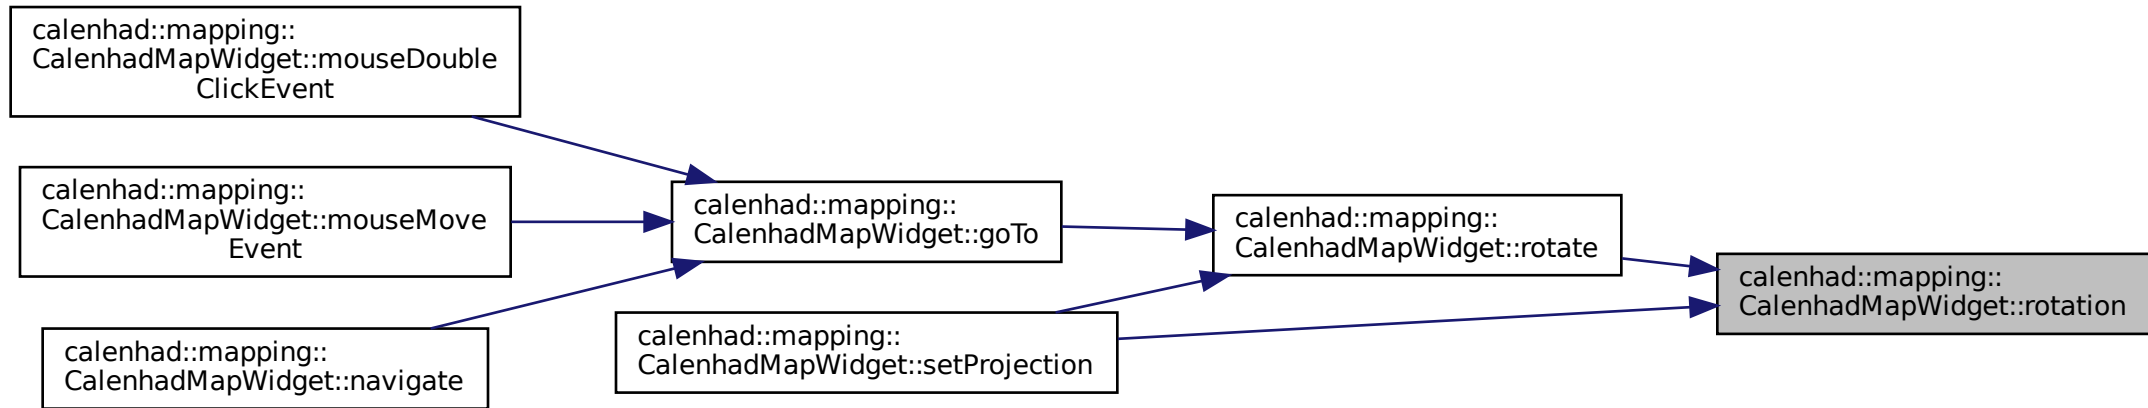 calenhad::mapping::
CalenhadMapWidget::mouseDouble
ClickEvent
calenhad::mapping::
CalenhadMapWidget::mouseMove
Event
calenhad::mapping::
CalenhadMapWidget::navigate
calenhad::mapping::
CalenhadMapWidget::goTo
calenhad::mapping::
CalenhadMapWidget::setProjection
calenhad::mapping::
CalenhadMapWidget::rotate
calenhad::mapping::
CalenhadMapWidget::rotation